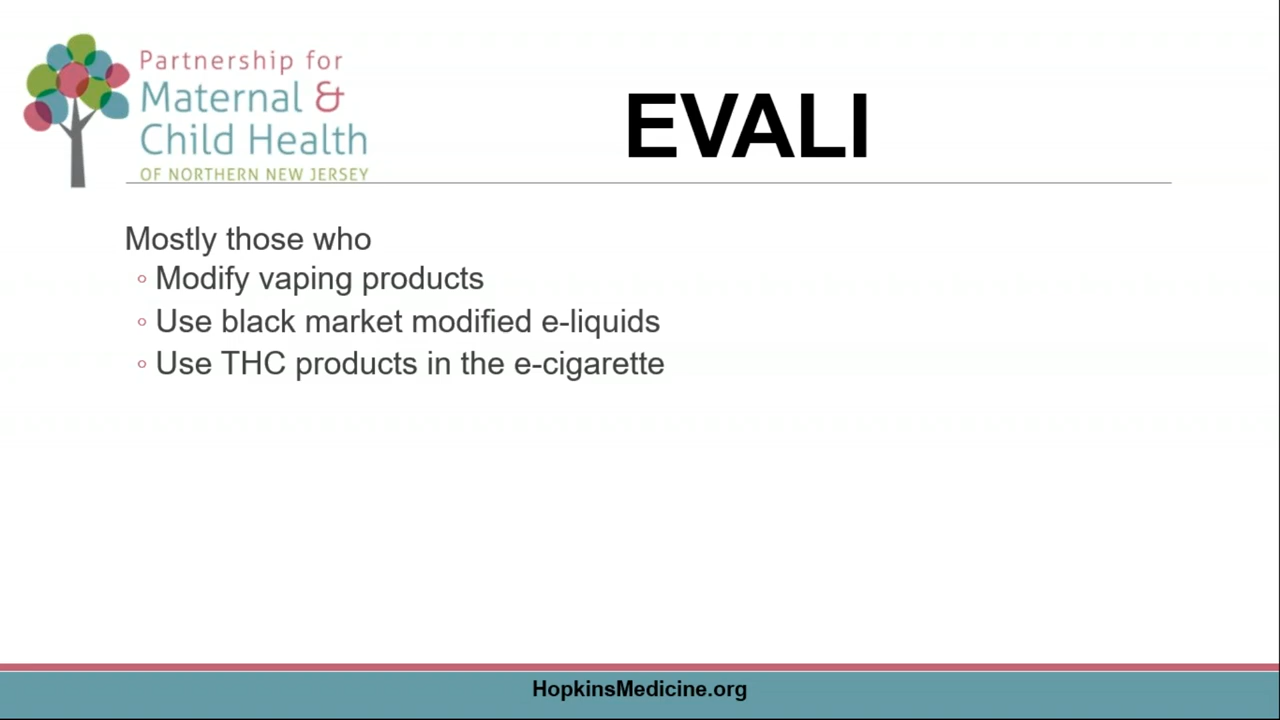 Partnership for
Maternal &
Child Health
OF NORTHERN NEW JERSEY
EVALI
Mostly those who
◦ Modify vaping products
◦ Use black market modified e-liquids
◦ Use THC products in the e-cigarette
HopkinsMedicine.org